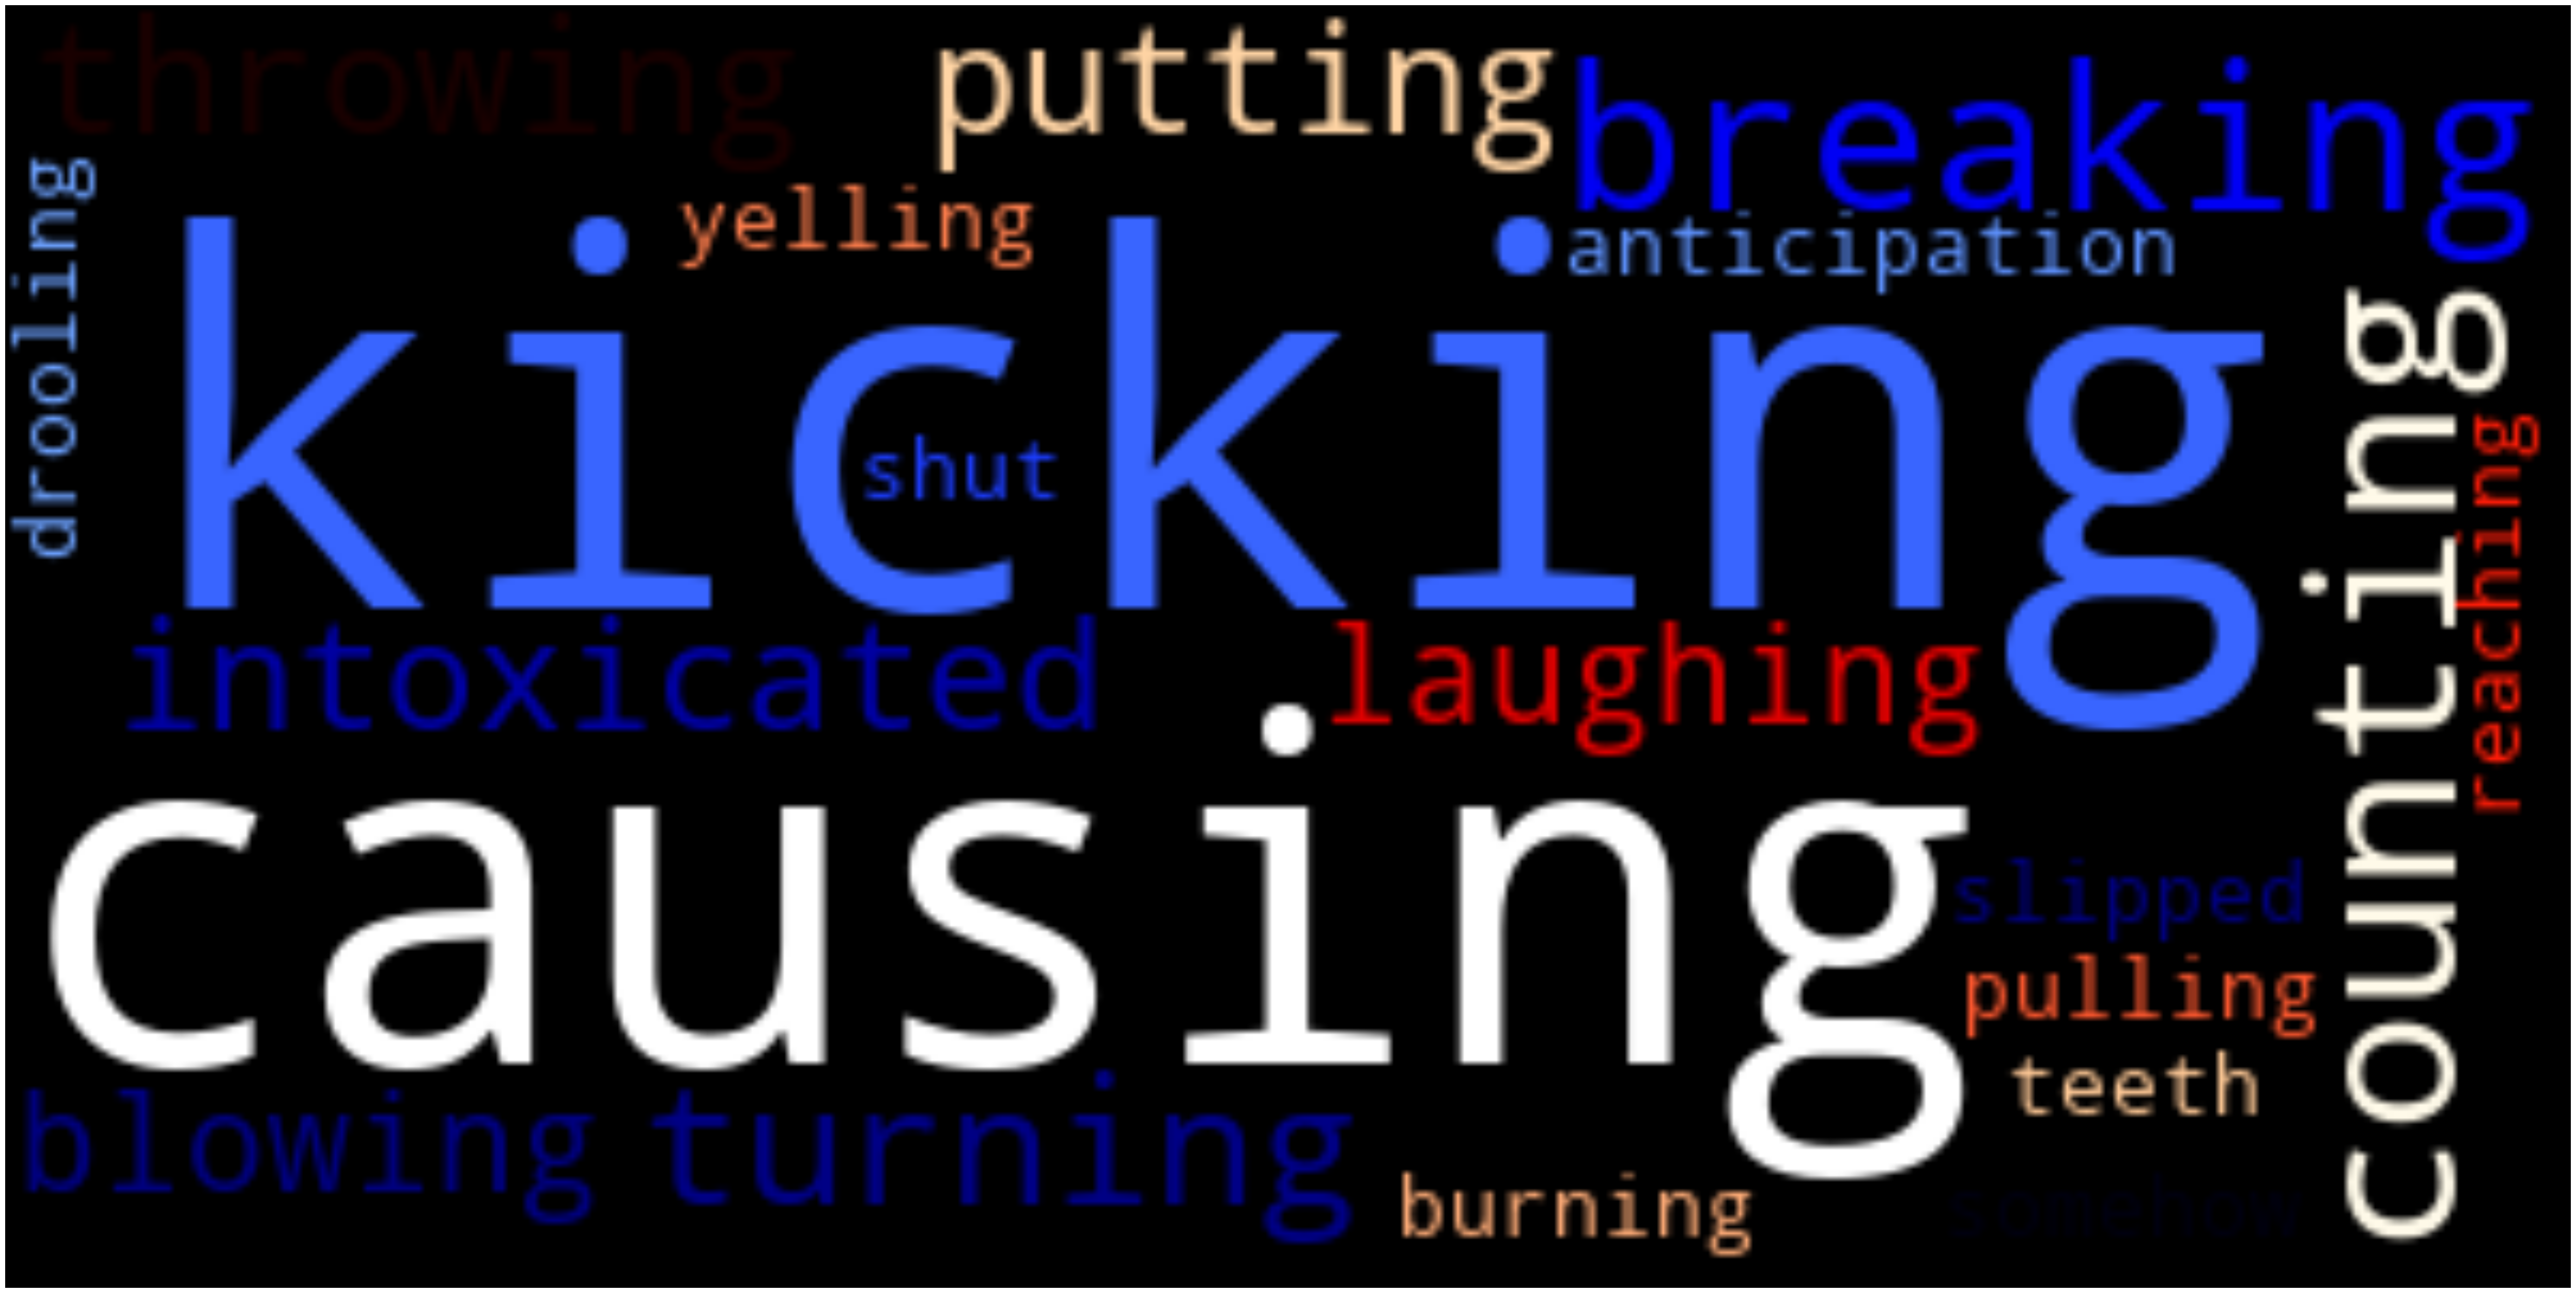 throwing
putting
breaking
drooling
yelling
anticipation
kicking
shut
counting
reaching
intoxicated
laughing
causing
slipped
pulling
teeth
blowing
turning
burning
somehow